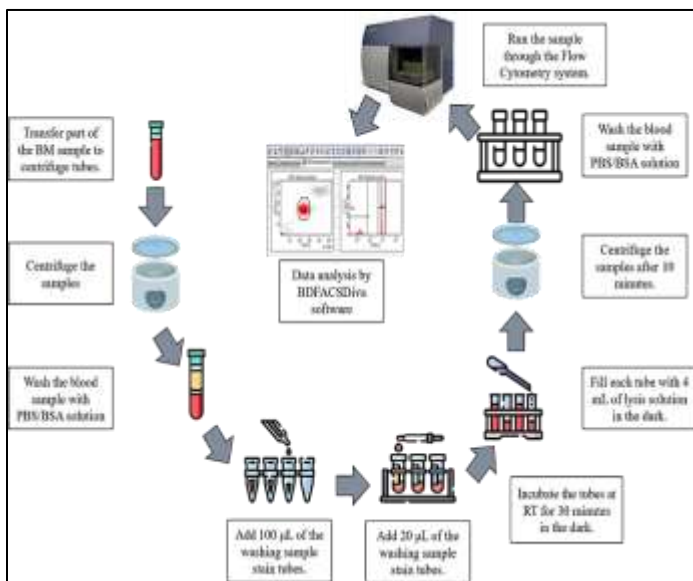 Transfer part of
the BM sample to
centrifuge tubes.
Centrifuge the
samples
Wash the blood
sample with
PBS/BSA solution
Add 100 µL of the
washing sample
stain tubes.
Add 20 µL of the
washing sample
stain tubes.
Incubate the tubes at
RT for 30 minutes
in the dark.
Fill each tube with 4
mL of lysis solution
in the dark.
Centrifuge the
samples after 10
minutes.
Wash the blood
sample with
PBS/BSA solution
Run the sample
through the Flow
Cytometry system.
Data analysis by
BDFACSDiva
software